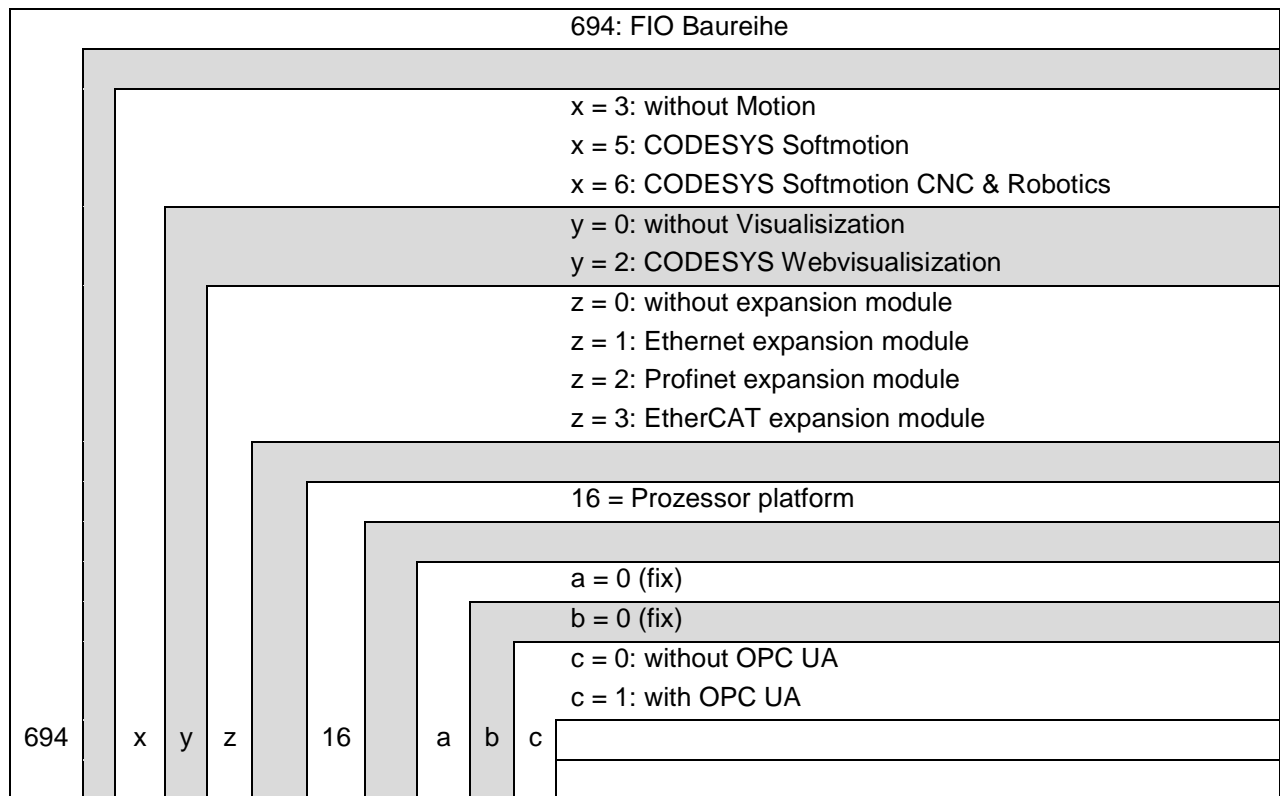 694: FIO Baureihe
x = 3: without Motion
x = 5: CODESYS Softmotion
x = 6: CODESYS Softmotion CNC & Robotics
y = 0: without Visualisization
y = 2: CODESYS Webvisualisization
z = 0: without expansion module
z = 1: Ethernet expansion module
z = 2: Profinet expansion module
z = 3: EtherCAT expansion module
16 = Prozessor platform
a = 0 (fix)
b = 0 (fix)
c = 0: without OPC UA
c = 1: with OPC UA
694 x y z 16 a b c